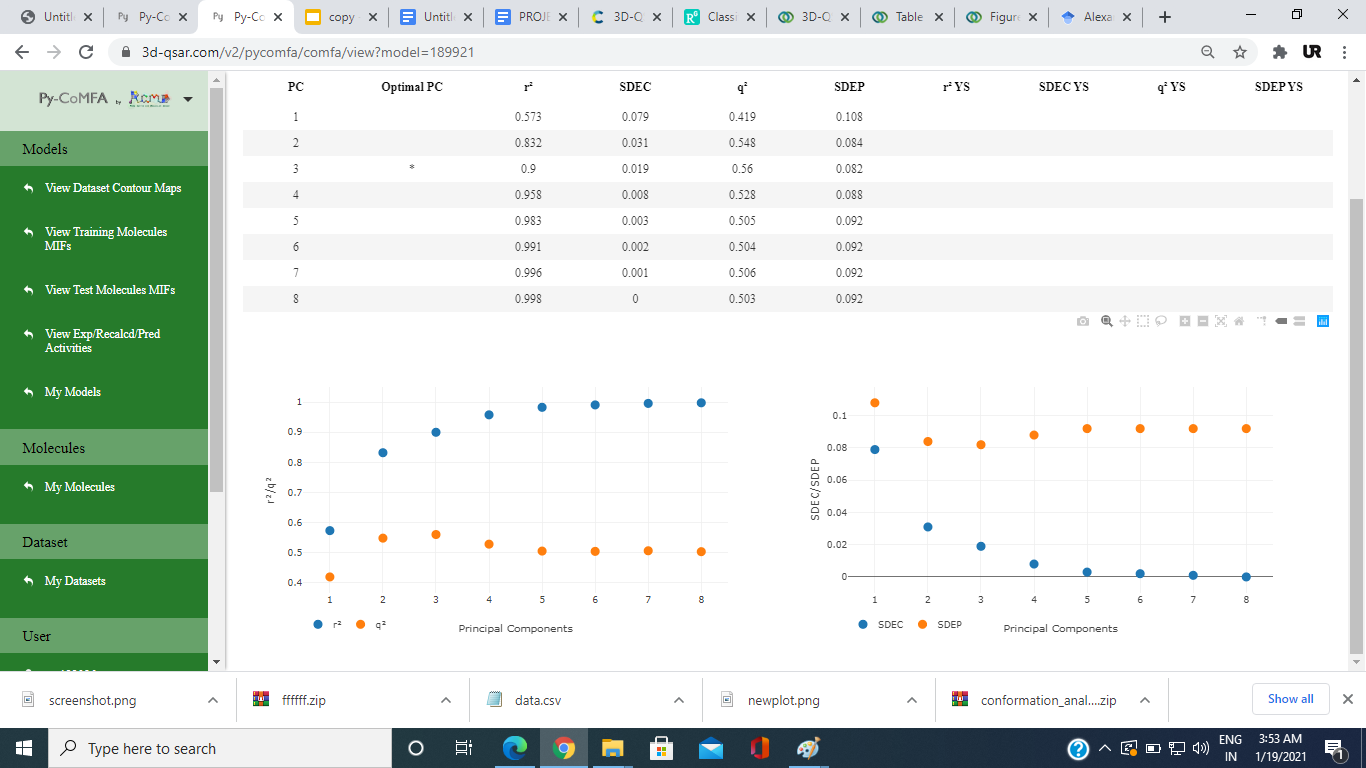 Untitl
Py-Co
Py-Co
copy
Untitl
PROJE
3D-Q
Classi
3D-Q
Table
Figure
Alexa
3d-qsar.com/v2/pycomfa/comfa/view?model=189921
UR
Py-CoMFA by
Models
View Dataset Contour Maps
View Training Molecules
MIFs
View Test Molecules MIFs
View Exp/Recalcd/Pred
Activities
My Models
Molecules
My Molecules
Dataset
My Datasets
User
PC Optimal PC r² SDEC q² SDEP r² YS SDEC YS q² YS SDEP YS
1 0.573 0.079 0.419 0.108
2 0.832 0.031 0.548 0.084
3 * 0.9 0.019 0.56 0.082
4 0.958 0.008 0.528 0.088
5 0.983 0.003 0.505 0.092
6 0.991 0.002 0.504 0.092
7 0.996 0.001 0.506 0.092
8 0.998 0 0.503 0.092
1
0.9
0.8
0.7
0.6
0.5
0.4
r²/q²
1 2 3 4 5 6 7 8
r² q²
Principal Components
0.1
0.08
0.06
0.04
0.02
0
SDEC/SDEP
1 2 3 4 5 6 7 8
SDEC SDEP
Principal Components
screenshot.png
ffffff.zip
data.csv
newplot.png
conformation_anal....zip
Show all
Type here to search
ENG
IN
3:53 AM
1/19/2021
1